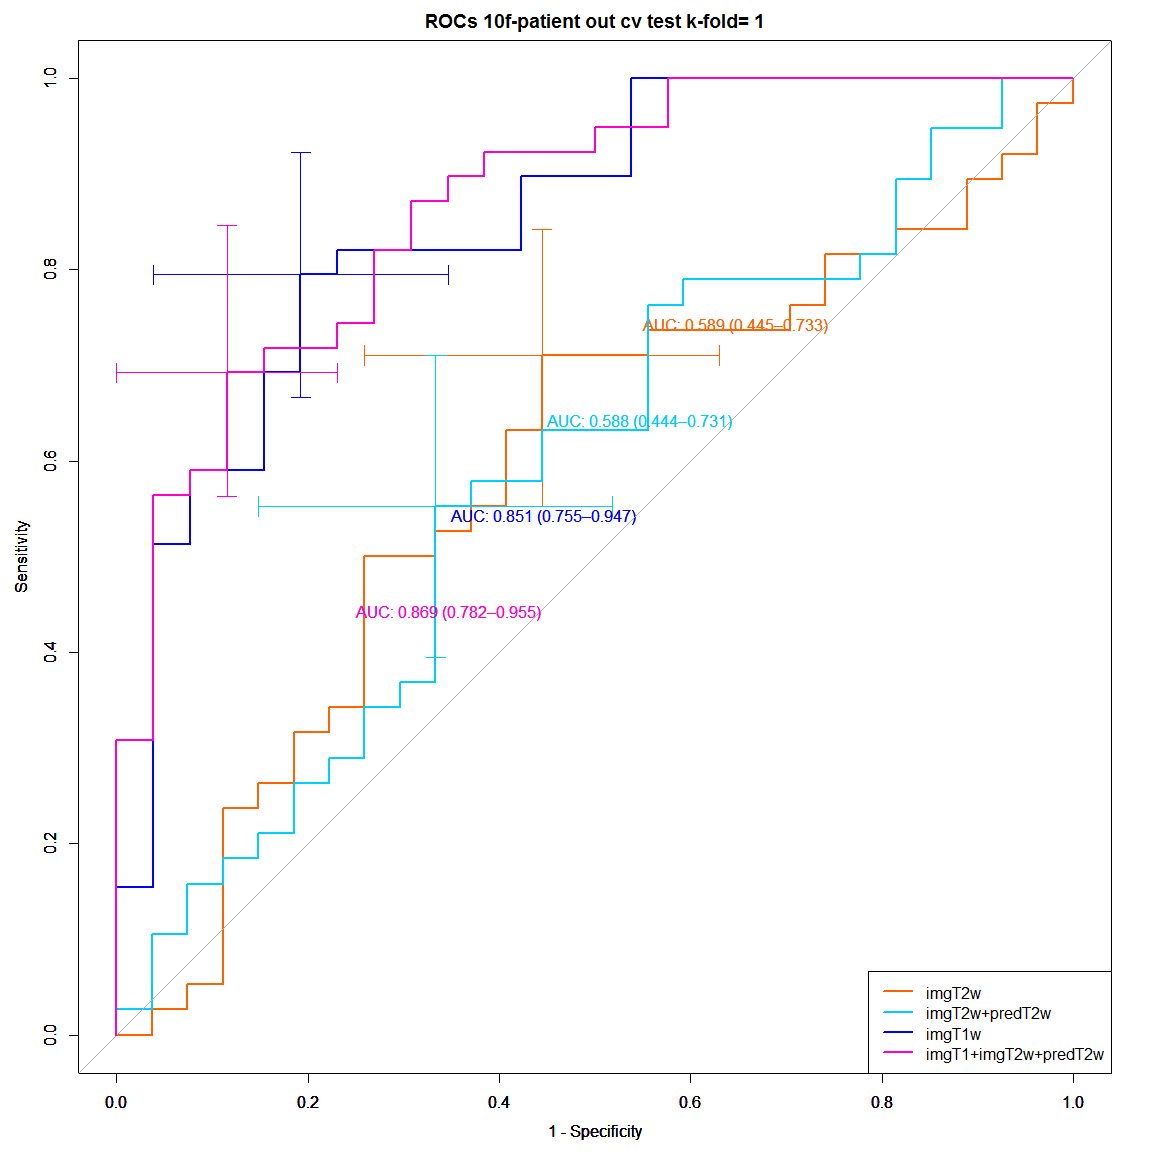 ROCs 10f-patient out cv test k-fold= 1
1.0
0.8
0.6
0.4
0.2
0.0
Sensitivity
AUC: 0.589 (0.445–0.733)
AUC: 0.588 (0.444–0.731)
AUC: 0.851 (0.755–0.947)
AUC: 0.869 (0.782–0.955)
imgT2w
imgT2w+predT2w
imgT1w
imgT1+imgT2w+predT2w
0.0 0.2 0.4 0.6 0.8 1.0
1 - Specificity